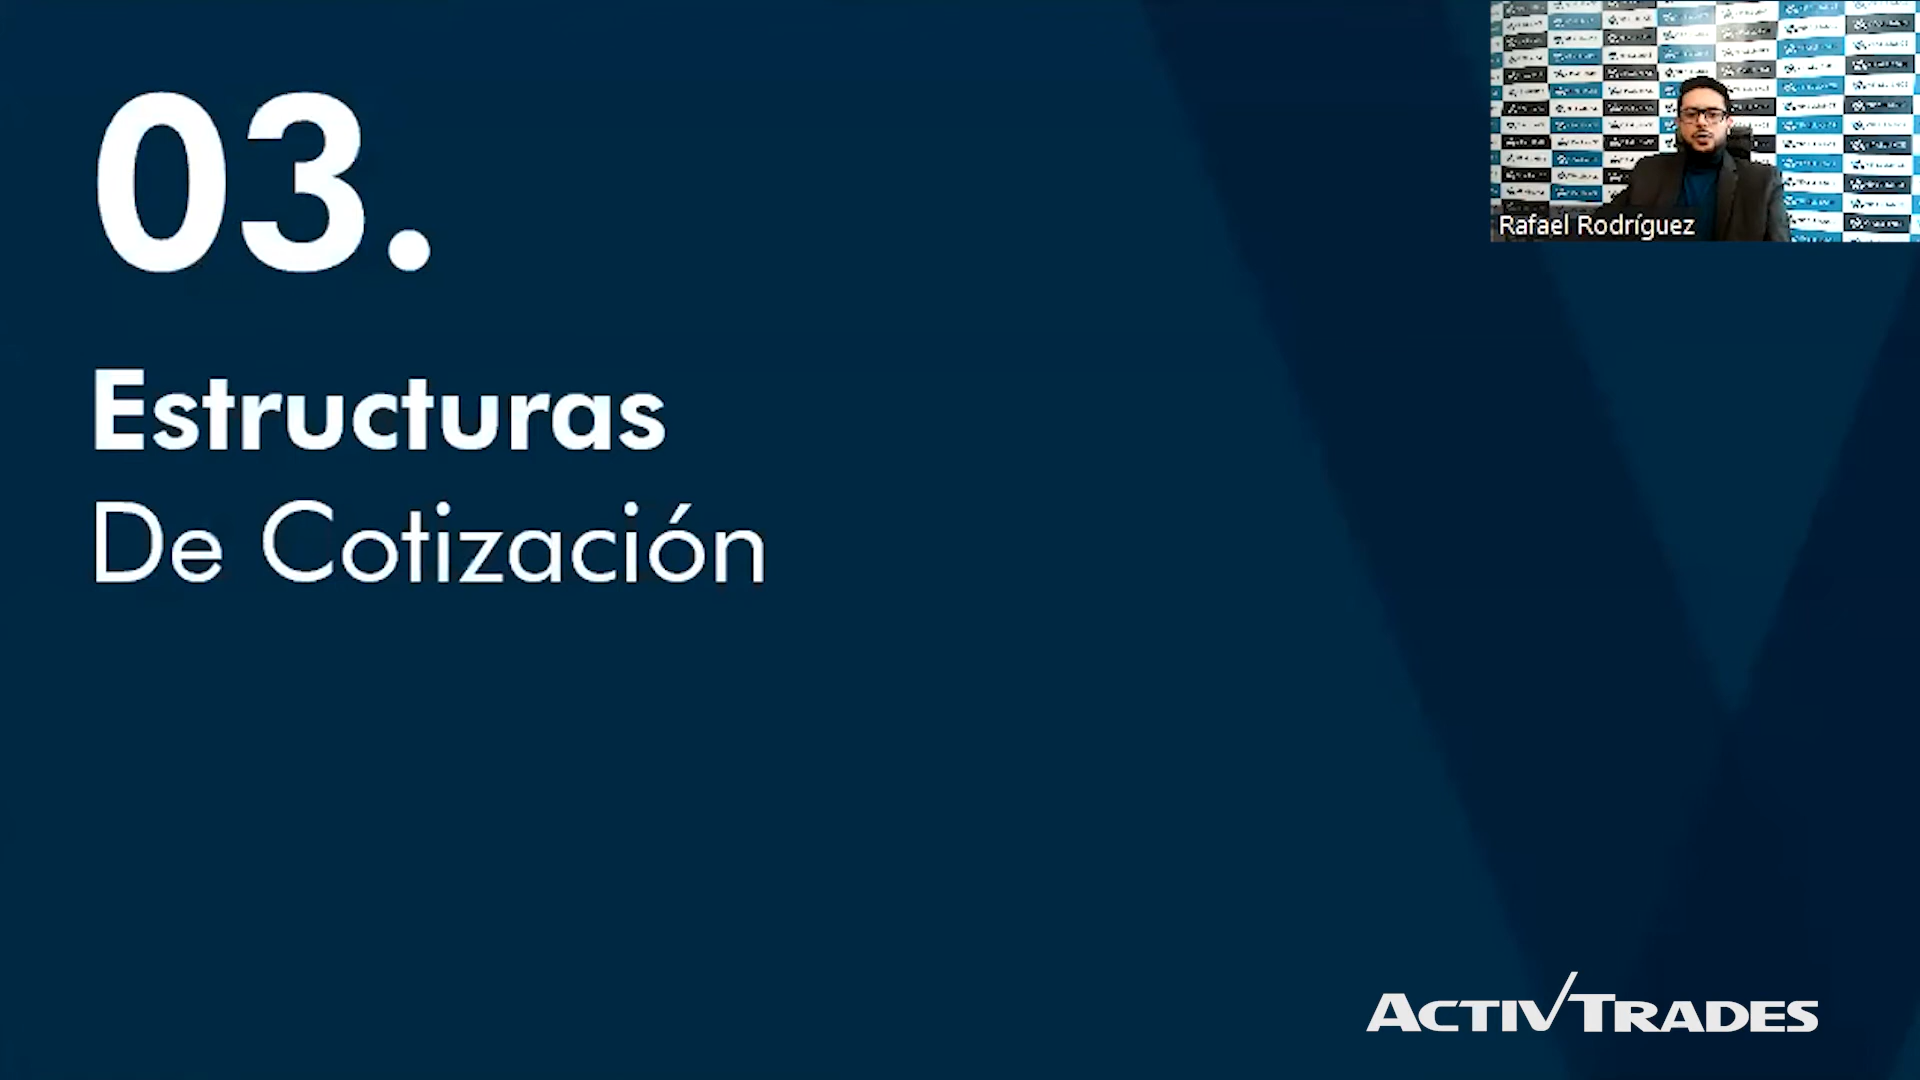 03.
Estructuras
De Cotización
Rafael Rodríguez
ACTIVTRADES